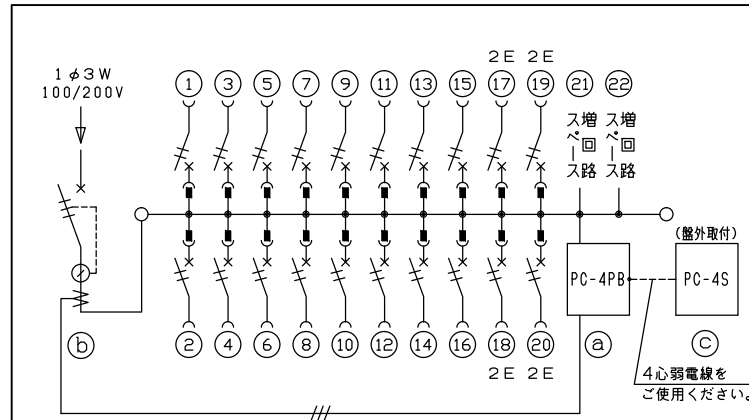 1φ3W
100/200V
① ③ ⑤ ⑦ ⑨ ⑪ ⑬ ⑮ ⑰ ⑲ ㉑ ㉒
2E 2E
増回路
スペース
増回路
スペース
(盤外取付)
PC-4PB
PC-4S
ⓑ
② ④ ⑥ ⑧ ⑩ ⑫ ⑭ ⑯ ⑱ ⑳ ⓐ ⓒ
2E 2E
4心弱電線を
ご使用ください。